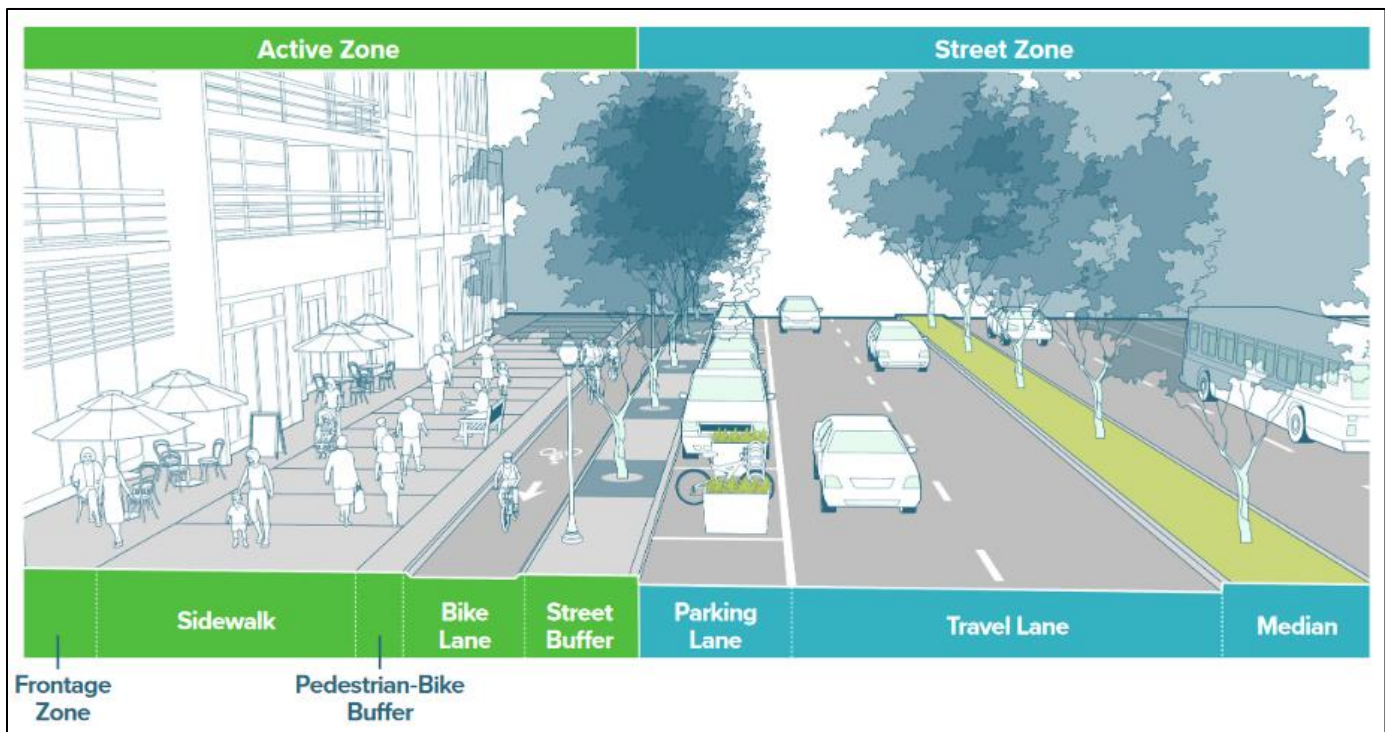 Active Zone
Street Zone
Sidewalk
Bike
Lane
Street
Buffer
Parking
Lane
Travel Lane
Median
Frontage
Zone
Pedestrian-Bike
Buffer